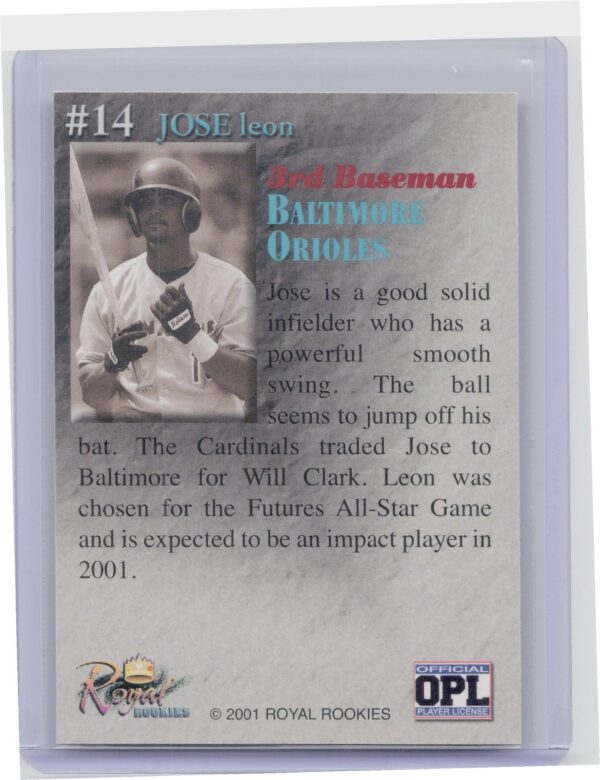 #14 JOSE leon
3rd Baseman
BALTIMORE
ORIOLES
Jose is a good solid
infielder who has a
powerful smooth
swing. The ball
seems to jump off his
bat. The Cardinals traded Jose to
Baltimore for Will Clark. Leon was
chosen for the Futures All-Star Game
and is expected to be an impact player in
2001.
Royal
ROOKIES
© 2001 ROYAL ROOKIES
OFFICIAL
OPL
PLAYER LICENSE